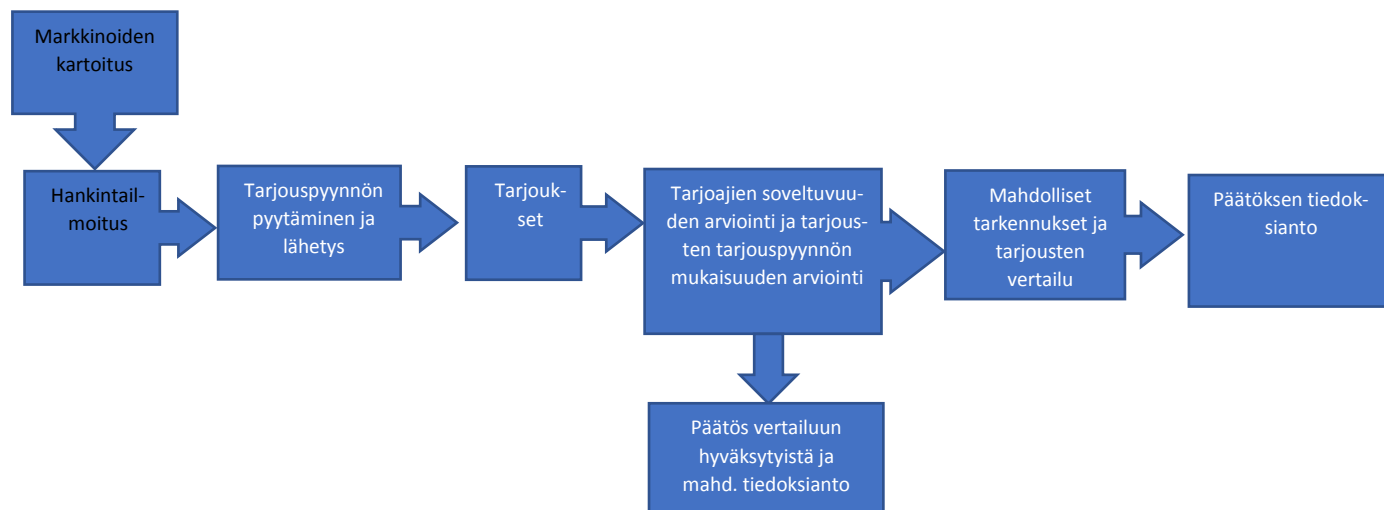 Markkinoiden
kartoitus
Hankintail-
moitus
Tarjouspyynnön
pyytäminen ja
lähetys
Tarjouk-
set
Tarjoajien soveltuvuu-
den arviointi ja tarjous-
ten tarjouspyynnön
mukaisuuden arviointi
Mahdolliset
tarkennukset ja
tarjousten
vertailu
Päätöksen tiedok-
sianto
Päätös vertailuun
hyväksytyistä ja
mahd. tiedoksianto